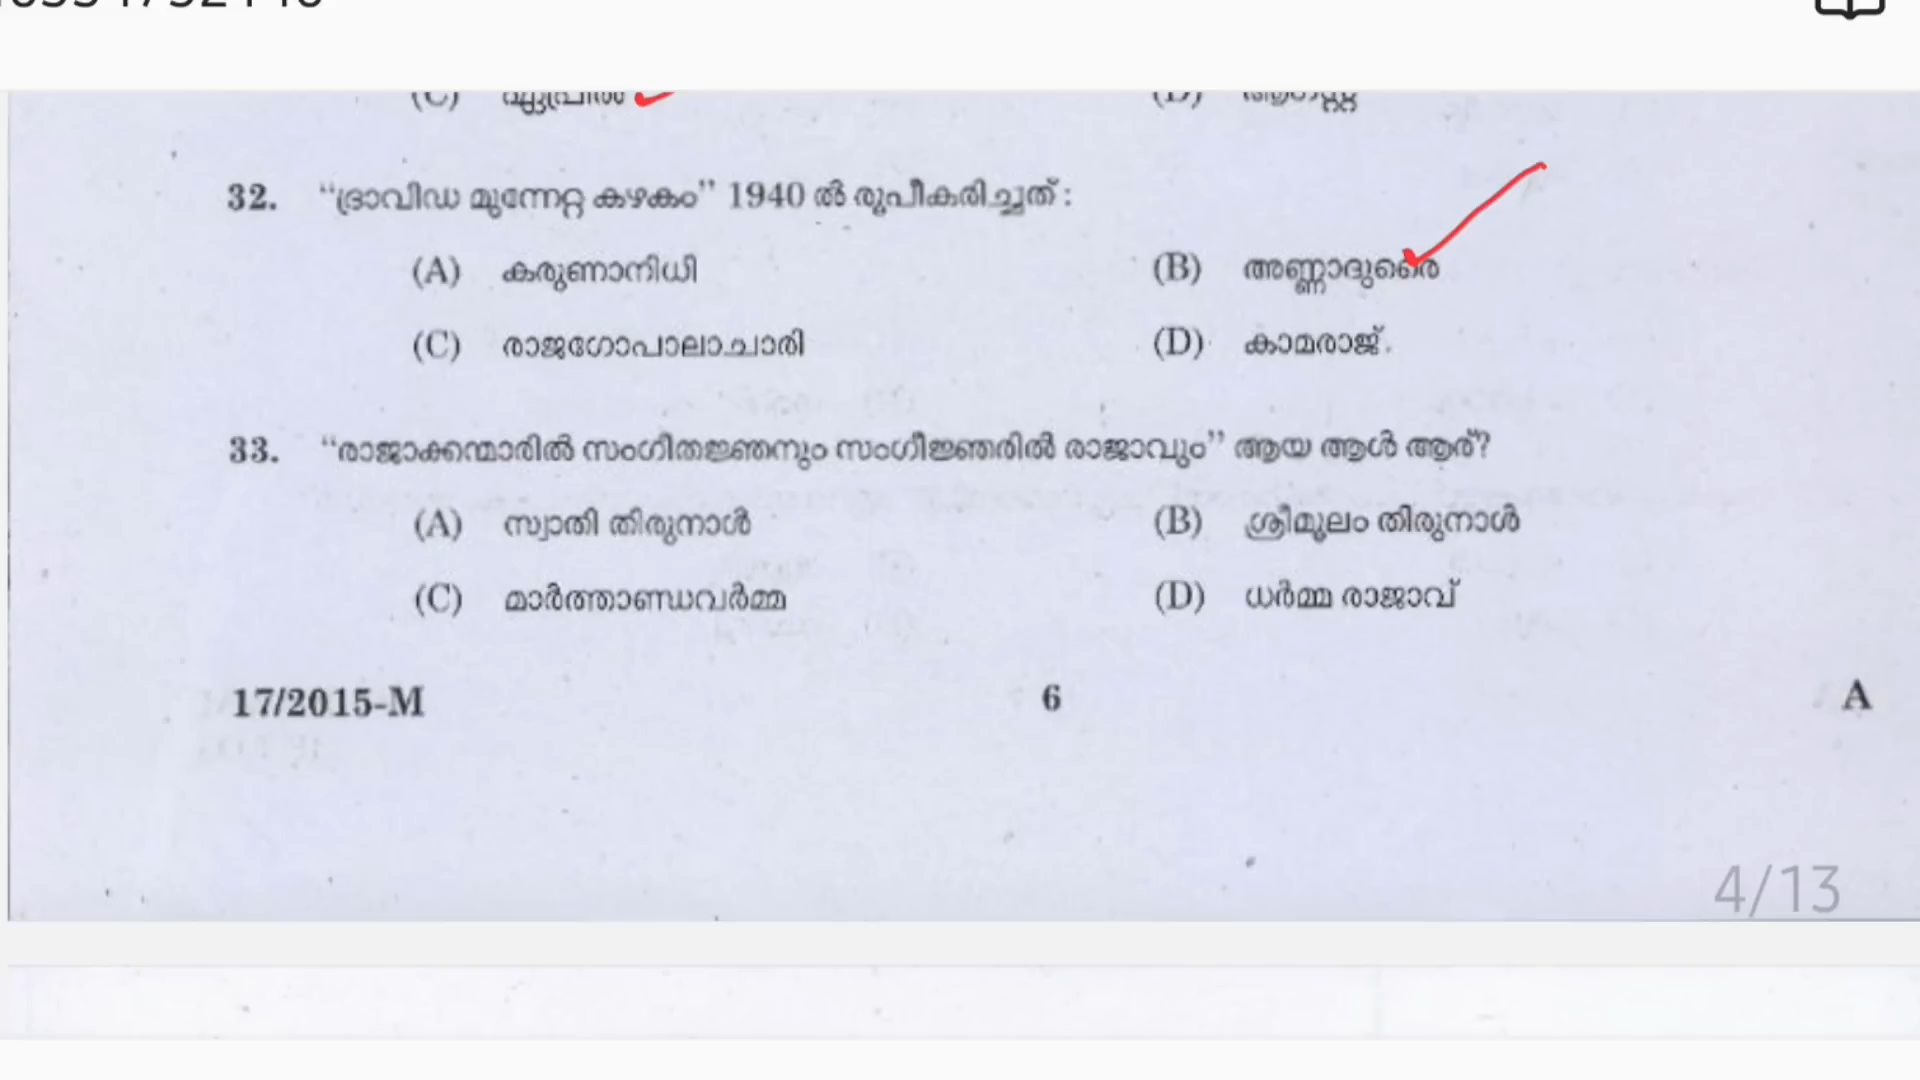 32. “ദ്രാവിഡ മുന്നേറ്റ കഴകം” 1940 ൽ രൂപീകരിച്ചത് :
(A) കരുണാനിധി (B) അണ്ണാദുരൈ
(C) രാജഗോപാലാചാരി (D) കാമരാജ്
33. “രാജാക്കന്മാരിൽ സംഗീതജ്ഞനും സംഗീജ്ഞരിൽ രാജാവും” ആയ ആൾ ആര്?
(A) സ്വാതി തിരുനാൾ (B) ശ്രീമൂലം തിരുനാൾ
(C) മാർത്താണ്ഡവർമ്മ (D) ധർമ്മ രാജാവ്
17/2015-M 6 A
4/13